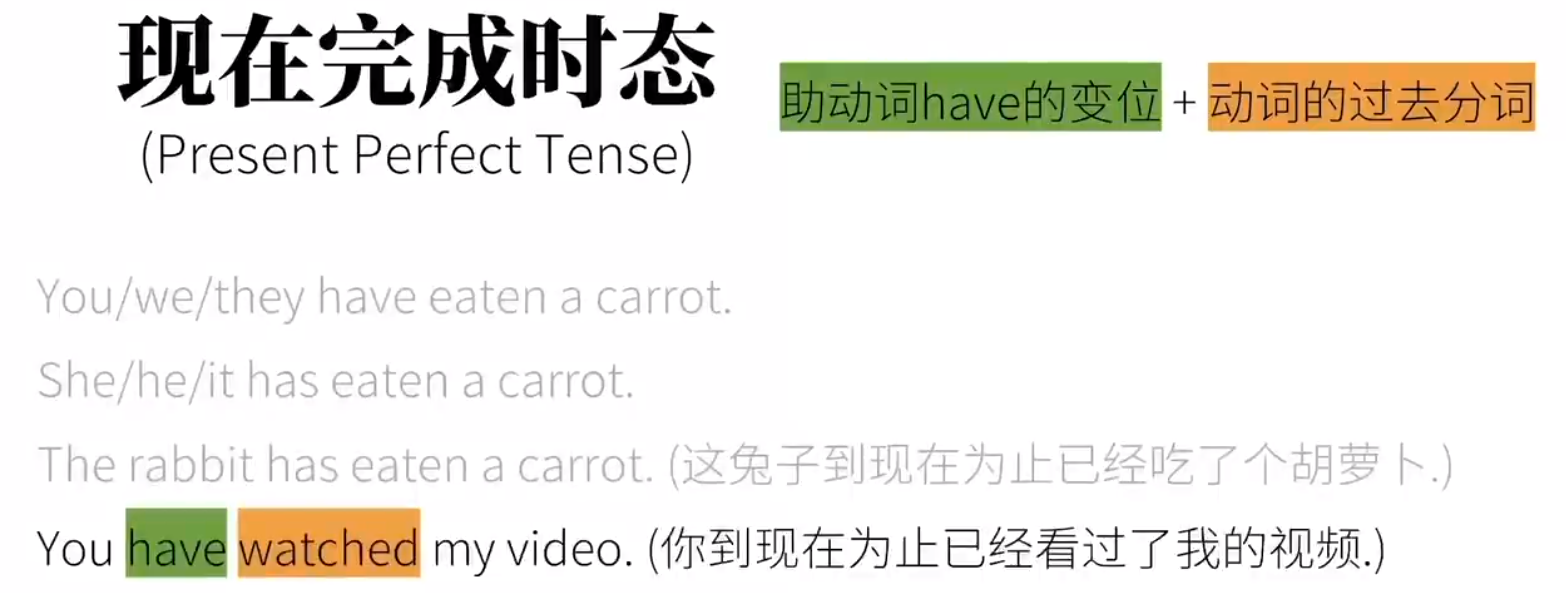 现在完成时态
(Present Perfect Tense)
助动词have的变位 + 动词的过去分词
You/we/they have eaten a carrot.
She/he/it has eaten a carrot.
The rabbit has eaten a carrot. (这兔子到现在为止已经吃了个胡萝卜.)
You have watched my video. (你到现在为止已经看过了我的视频.)